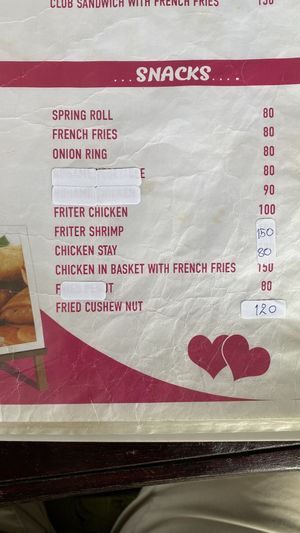 CLUB SANDWICH WITH FRENCH FRIES 150
...SNACKS....
SPRING ROLL 80
FRENCH FRIES 80
ONION RING 80
E 80
90
FRITER CHICKEN 100
FRITER SHRIMP 150
CHICKEN STAY 80
CHICKEN IN BASKET WITH FRENCH FRIES 150
F T 80
FRIED CUSHEW NUT 120